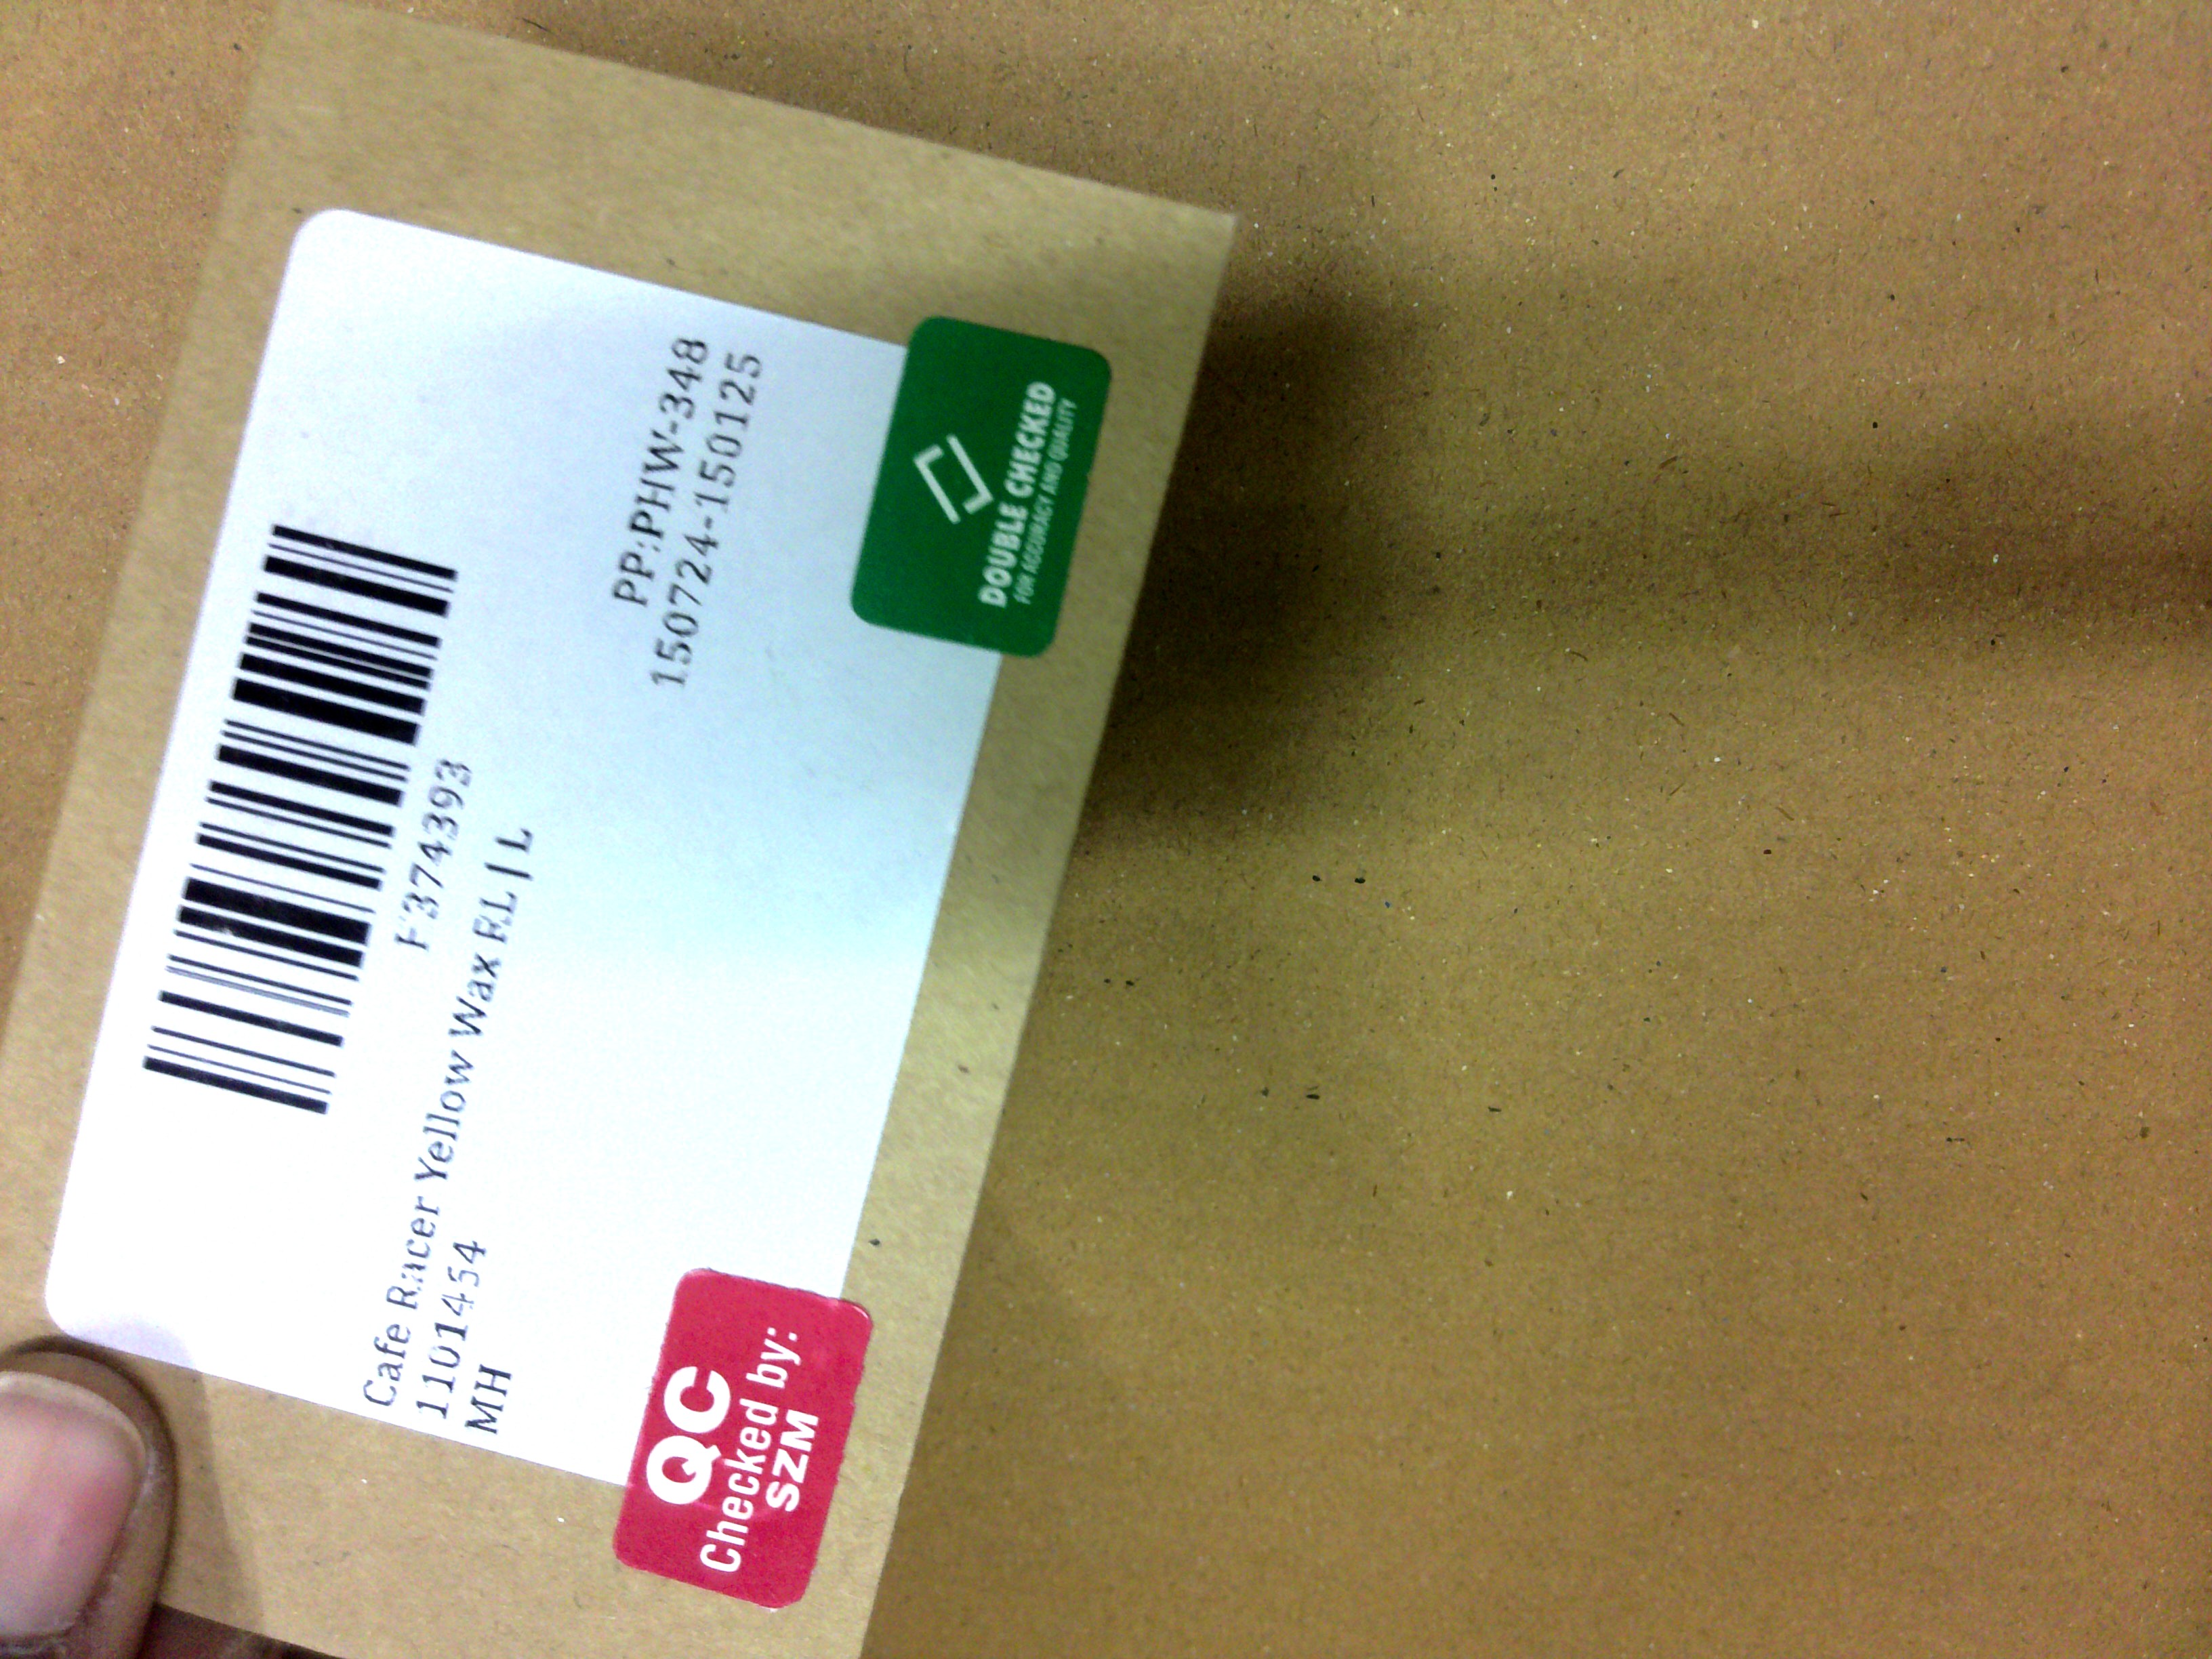 F374393
Cafe Racer Yellow Wax RL|L
1101454
MH
PP:PHW-348
150724-150125
QC
Checked by:
SZM
DOUBLE CHECKED
FOR ACCURACY AND QUALITY